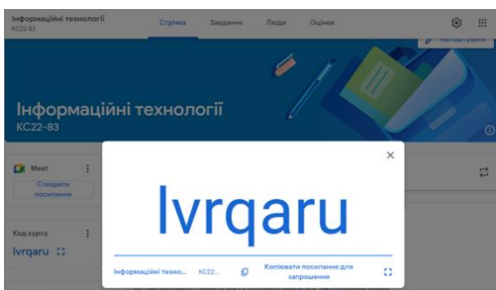 Інформаційні технології
КС22-83
Стрічка
Завдання
Люди
Оцінки
Налаштувати
Інформаційні технології
КС22-83
Meet
Створити
посилання
Код курсу
lvrqaru
lvrqaru
Інформаційні техно...
КС22...
Копіювати посилання для
запрошення